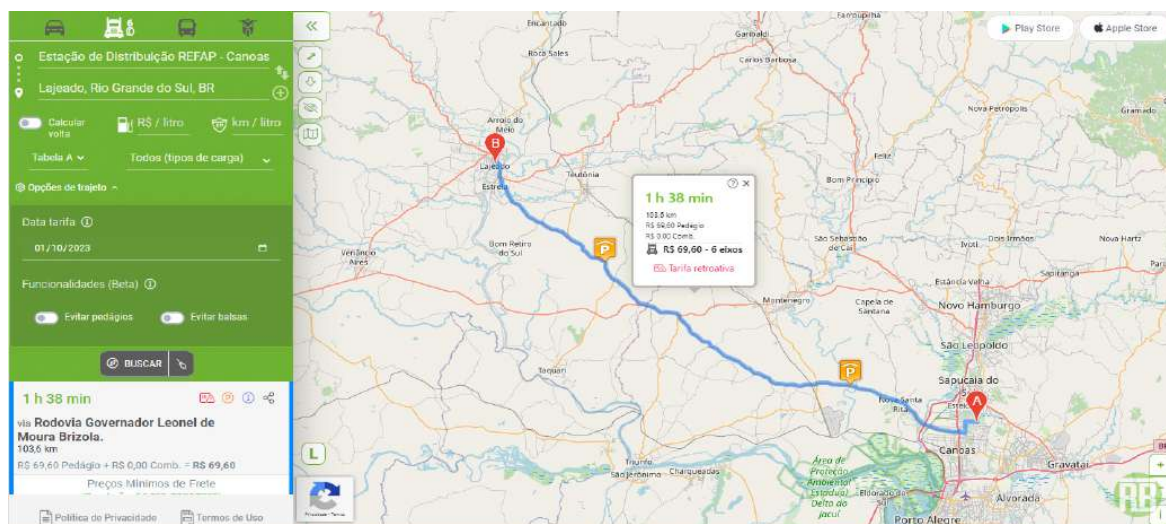 Estação de Distribuição REFAP - Canoas
Lajeado, Rio Grande do Sul, BR
Calcular volta
R$ / litro
km / litro
Tabela A
Todos (tipos de carga)
Opções de trajeto
Data tarifa
01/10/2023
Funcionalidades (Beta)
Evitar pedágios
Evitar balsas
BUSCAR
1 h 38 min
via Rodovia Governador Leonel de
Moura Brizola.
103,6 km
R$ 69,60 Pedágio + R$ 0,00 Comb. = R$ 69,60
Preços Mínimos de Frete
Política de Privacidade
Termos de Uso
Play Store
Apple Store
Encantado
Roca Sales
Garibaldi
Farroupilha
Carlos Barbosa
Nova Petrópolis
Gramado
Arroio do
Meio
B
Lajeado
Estrela
Teutônia
Feliz
Bom Princípio
1 h 38 min
103,6 km
R$ 69,60 Pedágio
R$ 0,00 Comb.
R$ 69,60 - 6 eixos
Tarifa retroativa
Venâncio
Aires
Bom Retiro
do Sul
P
São Sebastião
do Caí
Ivoti
Dois Irmãos
Nova Hartz
Estância Velha
Sapiranga
Montenegro
Capela de
Santana
Novo Hamburgo
São Leopoldo
Taquari
P
Sapucaia do
Nova Santa
Rita
A
Canoas
Gravataí
Triunfo
São Jerônimo
Charqueadas
Área de
Proteção
Ambiental
Estadual
Delta do
Jacuí
Eldorado do
Sul
Alvorada
Porto Alegre
L